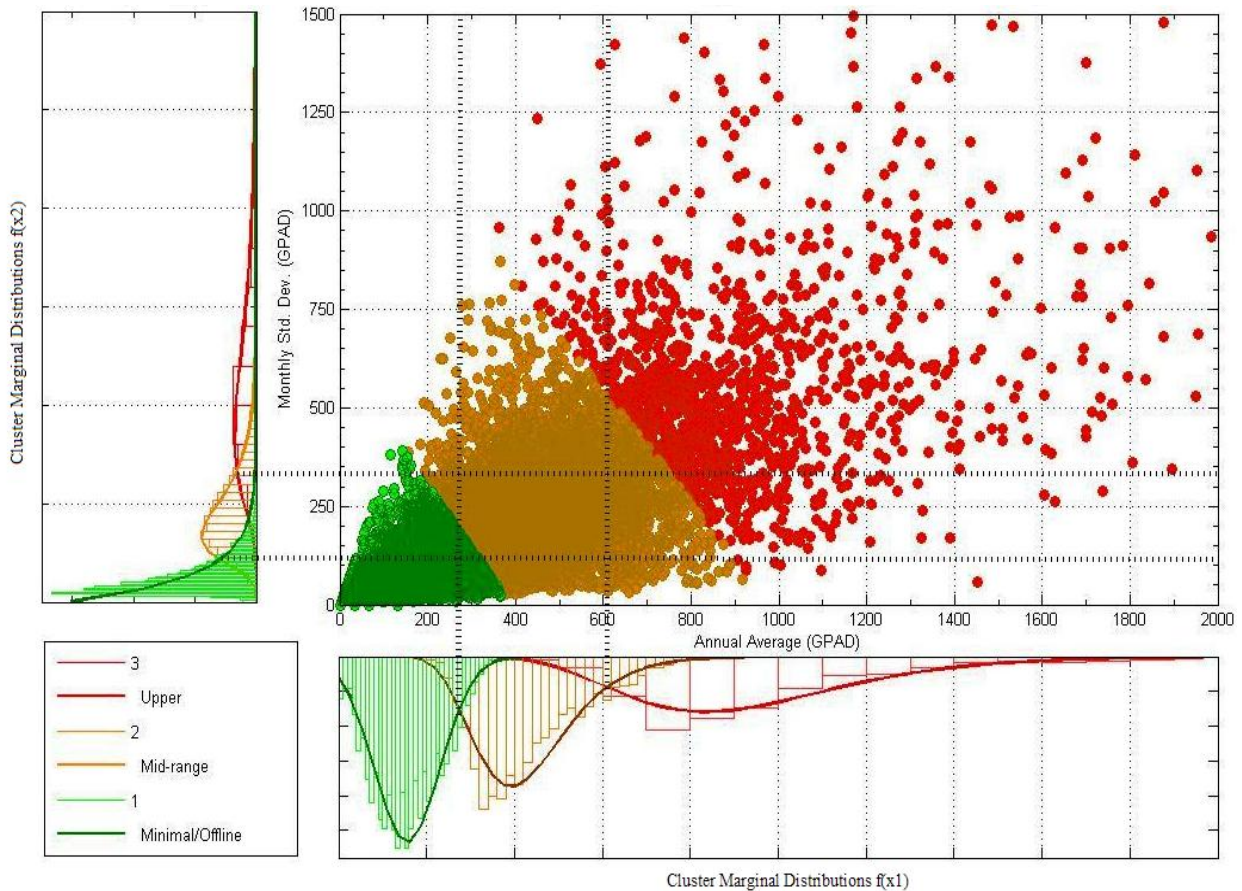 Cluster Marginal Distributions f(x2)
Monthly Std. Dev. (GPAD)
1500
1250
1000
750
500
250
0
0 200 400 600 800 1000 1200 1400 1600 1800 2000
Annual Average (GPAD)
3
Upper
2
Mid-range
1
Minimal/Offline
Cluster Marginal Distributions f(x1)